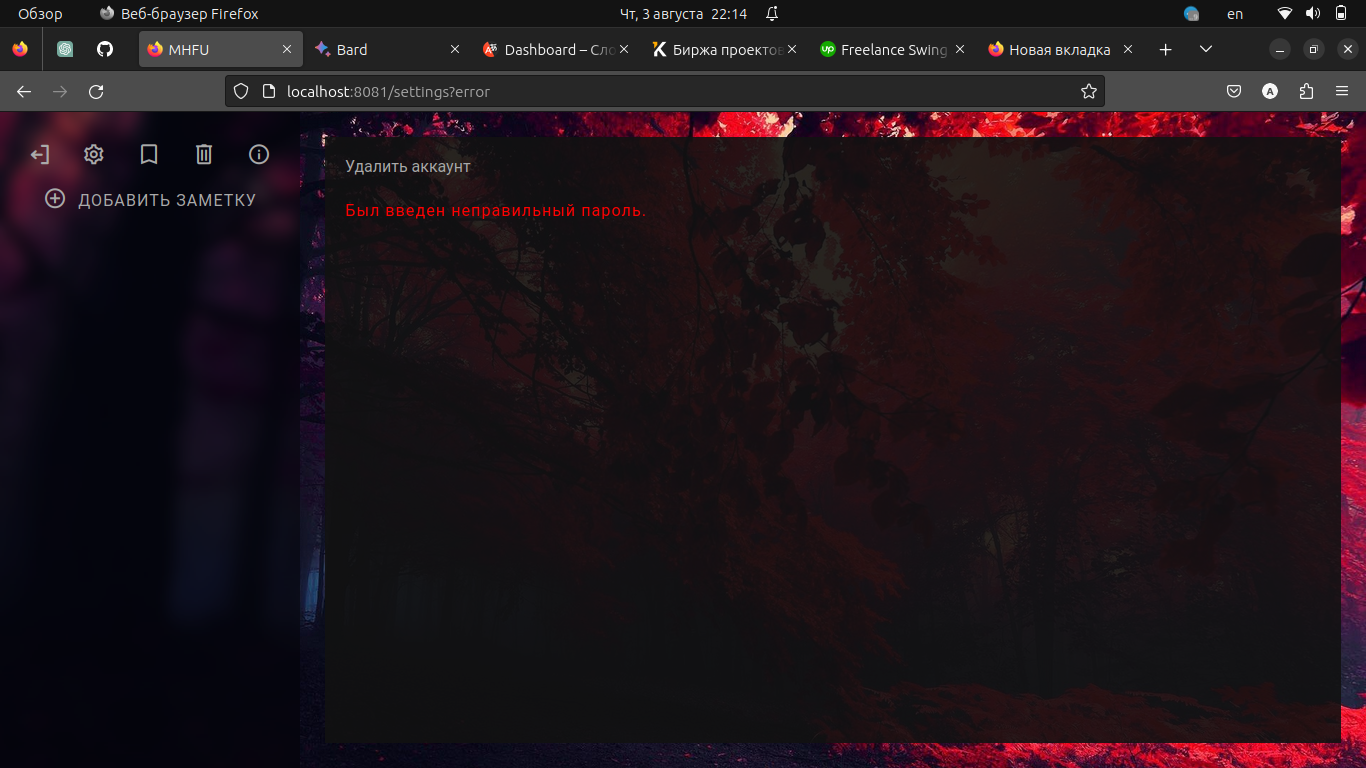 Обзор Веб-браузер Firefox Чт, 3 августа 22:14 en
MHFU Bard Dashboard – Сло Биржа проектов Freelance Swing Новая вкладка
localhost:8081/settings?error A
Удалить аккаунт
ДОБАВИТЬ ЗАМЕТКУ
Был введен неправильный пароль.